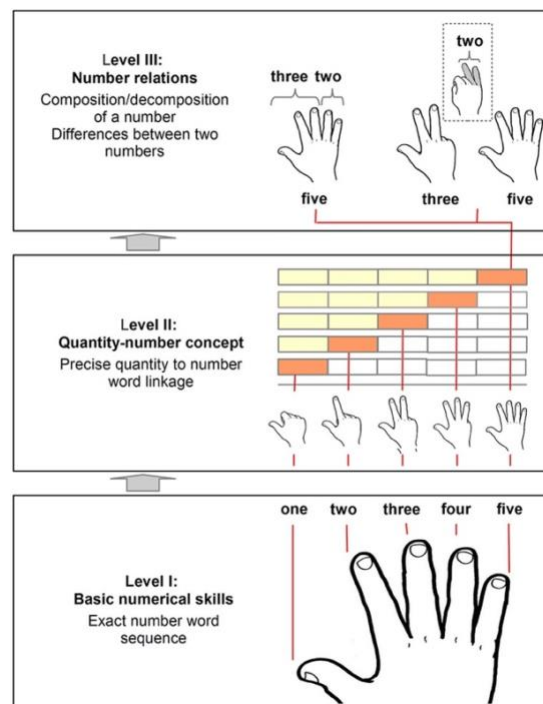 Level III:
Number relations
Composition/decomposition
of a number
Differences between two
numbers
two
three two
five
three
five
Level II:
Quantity-number concept
Precise quantity to number
word linkage
one two three four five
Level I:
Basic numerical skills
Exact number word
sequence